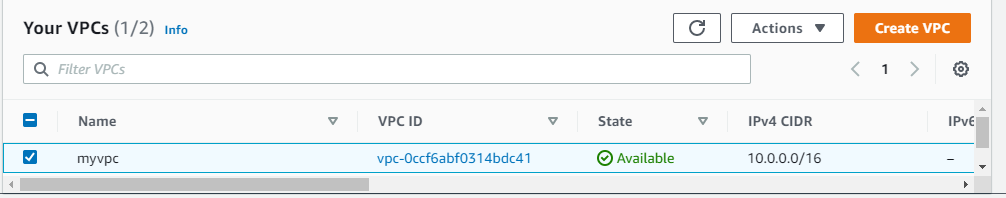 Your VPCs (1/2) Info
Actions
Create VPC
Filter VPCs
1
Name VPC ID State IPv4 CIDR IPv6
myvpc vpc-0ccf6abf0314bdc41 Available 10.0.0.0/16 –